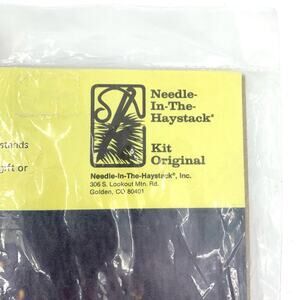 Needle-
In-The-
Haystack®
Kit
Original
stands
gift or
Needle-In-The-Haystack®, Inc.
306 S. Lookout Mtn. Rd.
Golden, CO 80401